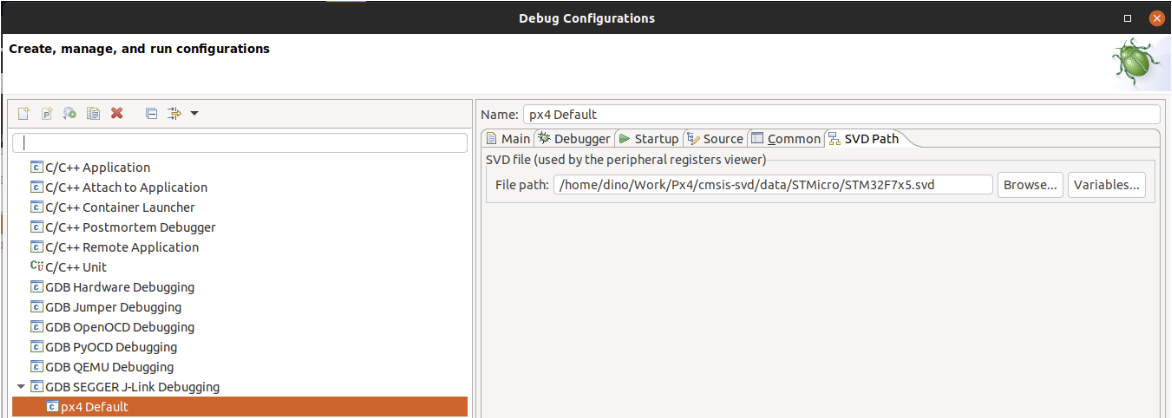 Debug Configurations
Create, manage, and run configurations
Name: px4 Default
Main Debugger Startup Source Common SVD Path
SVD file (used by the peripheral registers viewer)
File path: /home/dino/Work/Px4/cmsis-svd/data/STMicro/STM32F7x5.svd Browse... Variables...
C/C++ Application
C/C++ Attach to Application
C/C++ Container Launcher
C/C++ Postmortem Debugger
C/C++ Remote Application
C/C++ Unit
GDB Hardware Debugging
GDB Jumper Debugging
GDB OpenOCD Debugging
GDB PyOCD Debugging
GDB QEMU Debugging
GDB SEGGER J-Link Debugging
px4 Default